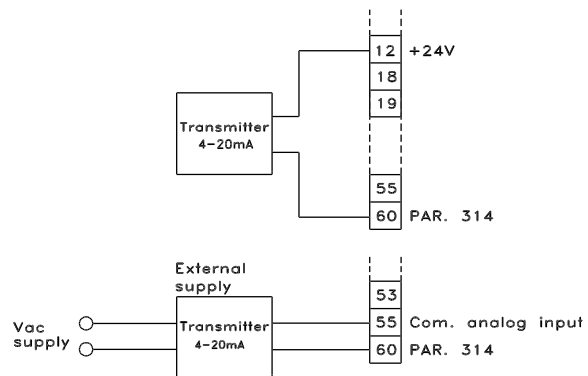 12 +24V
18
19
Transmitter
4-20mA
55
60 PAR. 314
External
supply
53
Vac
supply
Transmitter
4-20mA
55 Com. analog input
60 PAR. 314